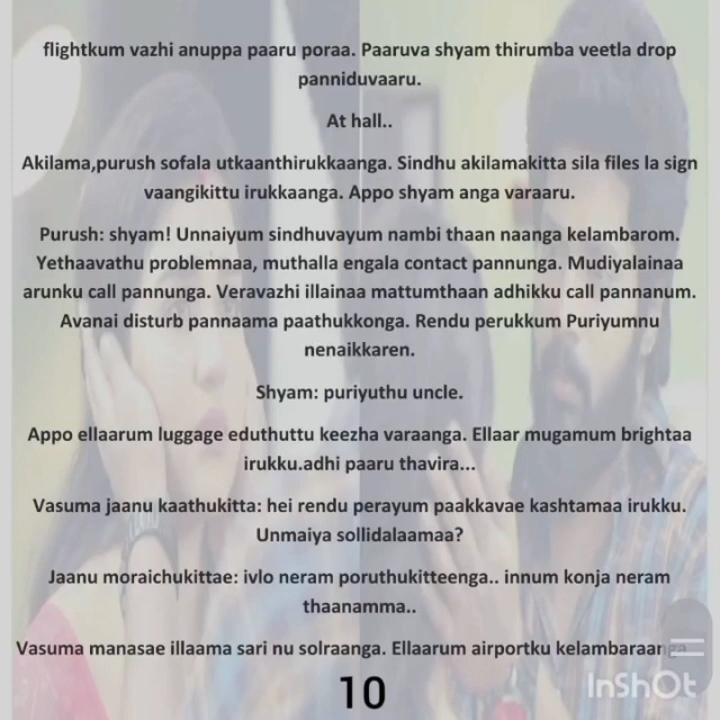 flightkum vazhi anuppa paaru poraa. Paaruva shyam thirumba veetla drop
panniduvaaru.
At hall..
Akilama,purush sofala utkaanthirukkaanga. Sindhu akilamakitta sila files la sign
vaangikittu irukkaanga. Appo shyam anga varaaru.
Purush: shyam! Unnaiyum sindhuvayum nambi thaan naanga kelambarom.
Yethaavathu problemnaa, muthalla engala contact pannunga. Mudiyalainaa
arunku call pannunga. Veravazhi illainaa mattumthaan adhikku call pannanum.
Avanai disturb pannaama paathukkonga. Rendu perukkum Puriyumnu
nenaikkaren.
Shyam: puriyuthu uncle.
Appo ellaarum luggage eduthuttu keezha varaanga. Ellaar mugamum brightaa
irukku.adhi paaru thavira...
Vasuma jaanu kaathukitta: hei rendu perayum paakkavae kashtamaa irukku.
Unmaiya sollidalaamaa?
Jaanu moraichukittae: ivlo neram poruthukitteenga.. innum konja neram
thaanamma..
Vasuma manasae illaama sari nu solraanga. Ellaarum airportku kelambaraanga
10
InShOt